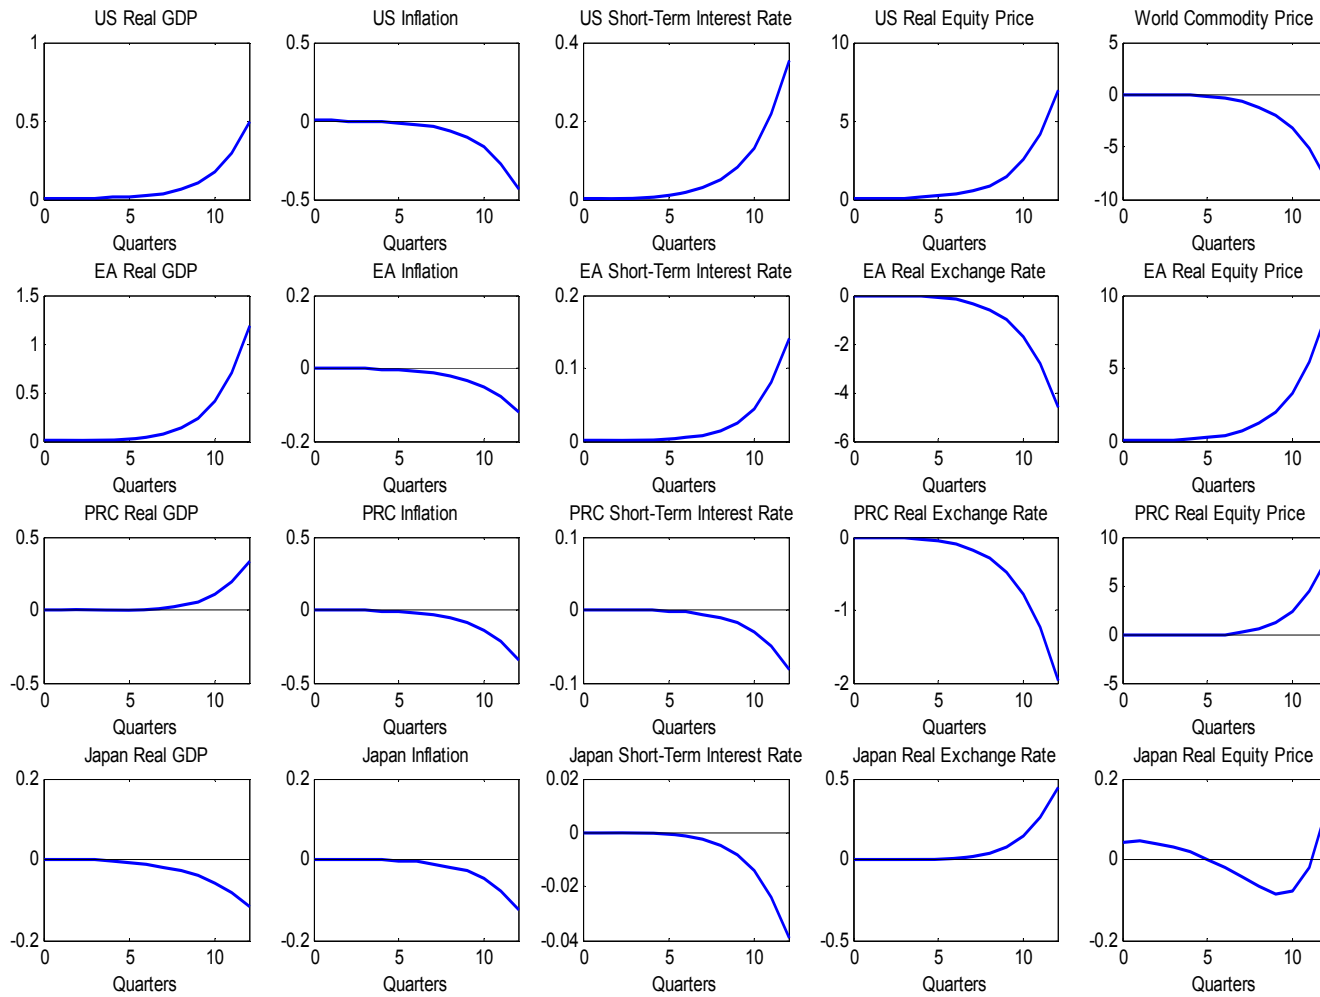 US Real GDP
US Inflation
US Short-Term Interest Rate
US Real Equity Price
World Commodity Price
1
0.5
0
0.5
0
-0.5
0.4
0.2
0
10
5
0
5
0
-5
-10
0 5 10
0 5 10
0 5 10
0 5 10
0 5 10
Quarters
Quarters
Quarters
Quarters
Quarters
EA Real GDP
EA Inflation
EA Short-Term Interest Rate
EA Real Exchange Rate
EA Real Equity Price
1.5
1
0.5
0
0.2
0
-0.2
0.2
0.1
0
0
-2
-4
-6
10
5
0
0 5 10
0 5 10
0 5 10
0 5 10
0 5 10
Quarters
Quarters
Quarters
Quarters
Quarters
PRC Real GDP
PRC Inflation
PRC Short-Term Interest Rate
PRC Real Exchange Rate
PRC Real Equity Price
0.5
0
-0.5
0.5
0
-0.5
0.1
0
-0.1
0
-1
-2
10
5
0
-5
0 5 10
0 5 10
0 5 10
0 5 10
0 5 10
Quarters
Quarters
Quarters
Quarters
Quarters
Japan Real GDP
Japan Inflation
Japan Short-Term Interest Rate
Japan Real Exchange Rate
Japan Real Equity Price
0.2
0
-0.2
0.2
0
-0.2
0.02
0
-0.02
-0.04
0.5
0
-0.5
0.2
0
-0.2
0 5 10
0 5 10
0 5 10
0 5 10
0 5 10
Quarters
Quarters
Quarters
Quarters
Quarters